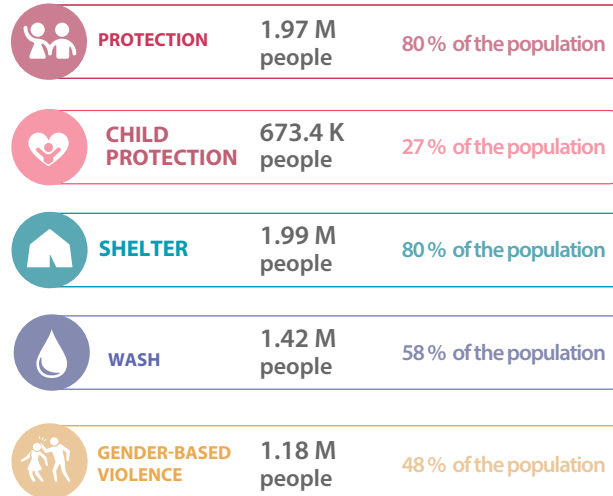 PROTECTION
1.97 M
people
80 % of the population
CHILD
PROTECTION
673.4 K
people
27 % of the population
SHELTER
1.99 M
people
80 % of the population
WASH
1.42 M
people
58 % of the population
GENDER-BASED
VIOLENCE
1.18 M
people
48 % of the population